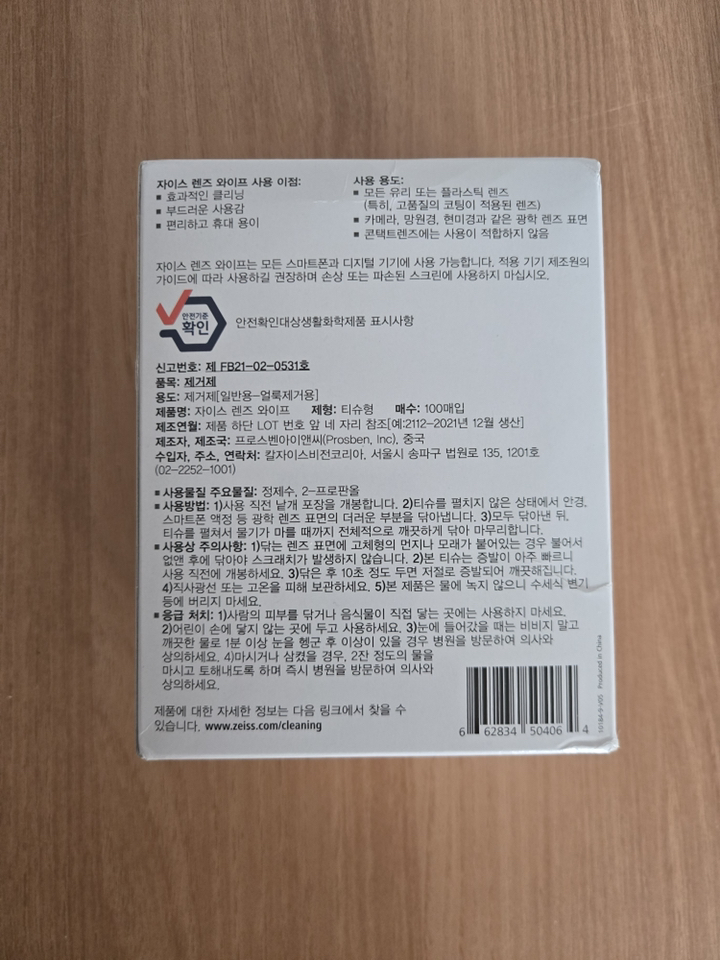 자이스 렌즈 와이프 사용 이점:
■ 효과적인 클리닝
■ 부드러운 사용감
■ 편리하고 휴대 용이
사용 용도:
■ 모든 유리 또는 플라스틱 렌즈
(특히, 고품질의 코팅이 적용된 렌즈)
■ 카메라, 망원경, 현미경과 같은 광학 렌즈 표면
■ 콘택트렌즈에는 사용이 적합하지 않음
자이스 렌즈 와이프는 모든 스마트폰과 디지털 기기에 사용 가능합니다. 적용 기기 제조원의
가이드에 따라 사용하길 권장하며 손상 또는 파손된 스크린에 사용하지 마십시오.
안전기준
확인
안전확인대상생활화학제품 표시사항
신고번호: 제 FB21-02-0531호
품목: 제거제
용도: 제거제[일반용-얼룩제거용]
제품명: 자이스 렌즈 와이프 제형: 티슈형 매수: 100매입
제조연월: 제품 하단 LOT 번호 앞 네 자리 참조[예:2112-2021년 12월 생산]
제조자, 제조국: 프로스벤아이앤씨(Prosben, Inc), 중국
수입자, 주소, 연락처: 칼자이스비전코리아, 서울시 송파구 법원로 135, 1201호
(02-2252-1001)
■ 사용물질 주요물질: 정제수, 2-프로판올
■ 사용방법: 1)사용 직전 낱개 포장을 개봉합니다. 2)티슈를 펼치지 않은 상태에서 안경,
스마트폰 액정 등 광학 렌즈 표면의 더러운 부분을 닦아냅니다. 3)모두 닦아낸 뒤,
티슈를 펼쳐서 물기가 마를 때까지 전체적으로 깨끗하게 닦아 마무리합니다.
■ 사용상 주의사항: 1)닦는 렌즈 표면에 고체형의 먼지나 모래가 붙어있는 경우 불어서
없앤 후에 닦아야 스크래치가 발생하지 않습니다. 2)본 티슈는 증발이 아주 빠르니
사용 직전에 개봉하세요. 3)닦은 후 10초 정도 두면 저절로 증발되어 깨끗해집니다.
4)직사광선 또는 고온을 피해 보관하세요. 5)본 제품은 물에 녹지 않으니 수세식 변기
등에 버리지 마세요.
■ 응급 처치: 1)사람의 피부를 닦거나 음식물이 직접 닿는 곳에는 사용하지 마세요.
2)어린이 손에 닿지 않는 곳에 두고 사용하세요. 3)눈에 들어갔을 때는 비비지 말고
깨끗한 물로 1분 이상 눈을 헹군 후 이상이 있을 경우 병원을 방문하여 의사와
상의하세요. 4)마시거나 삼켰을 경우, 2잔 정도의 물을
마시고 토해내도록 하며 즉시 병원을 방문하여 의사와
상의하세요.
제품에 대한 자세한 정보는 다음 링크에서 찾을 수
있습니다. www.zeiss.com/cleaning
6 62834 50406 4
10184-9-V05 Produced in China